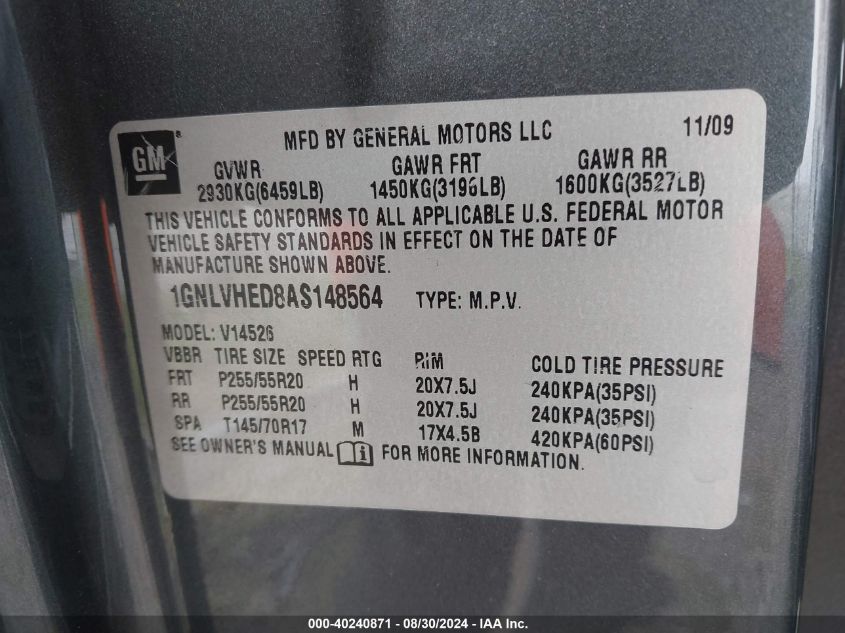 GM ®
MFD BY GENERAL MOTORS LLC 11/09
GVWR GAWR FRT GAWR RR
2930KG(6459LB) 1450KG(3196LB) 1600KG(3527LB)
THIS VEHICLE CONFORMS TO ALL APPLICABLE U.S. FEDERAL MOTOR
VEHICLE SAFETY STANDARDS IN EFFECT ON THE DATE OF
MANUFACTURE SHOWN ABOVE.
1GNLVHED8AS148564 TYPE: M.P.V.
MODEL: V14526
VBBR TIRE SIZE SPEED RTG RIM COLD TIRE PRESSURE
FRT P255/55R20 H 20X7.5J 240KPA(35PSI)
RR P255/55R20 H 20X7.5J 240KPA(35PSI)
SPA T145/70R17 M 17X4.5B 420KPA(60PSI)
SEE OWNER'S MANUAL i FOR MORE INFORMATION.
000-40240871 - 08/30/2024 - IAA Inc.